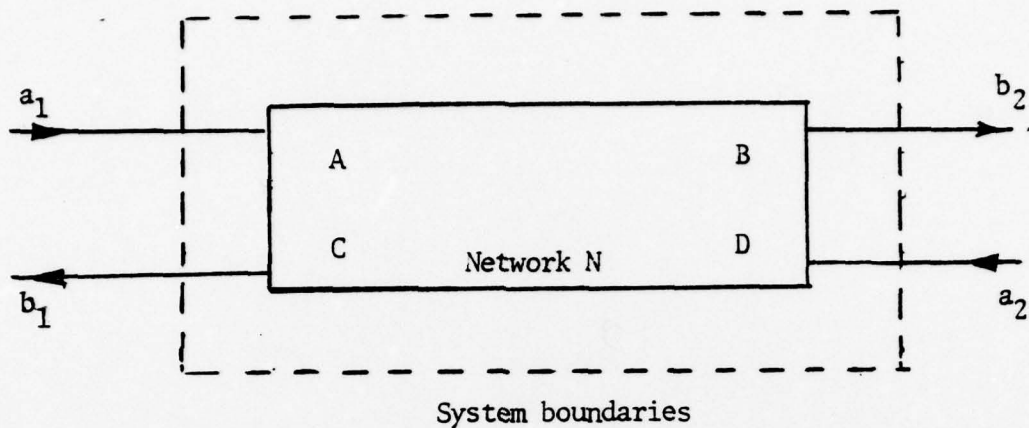 a₁
b₂
A
B
C
D
Network N
b₁
a₂
System boundaries